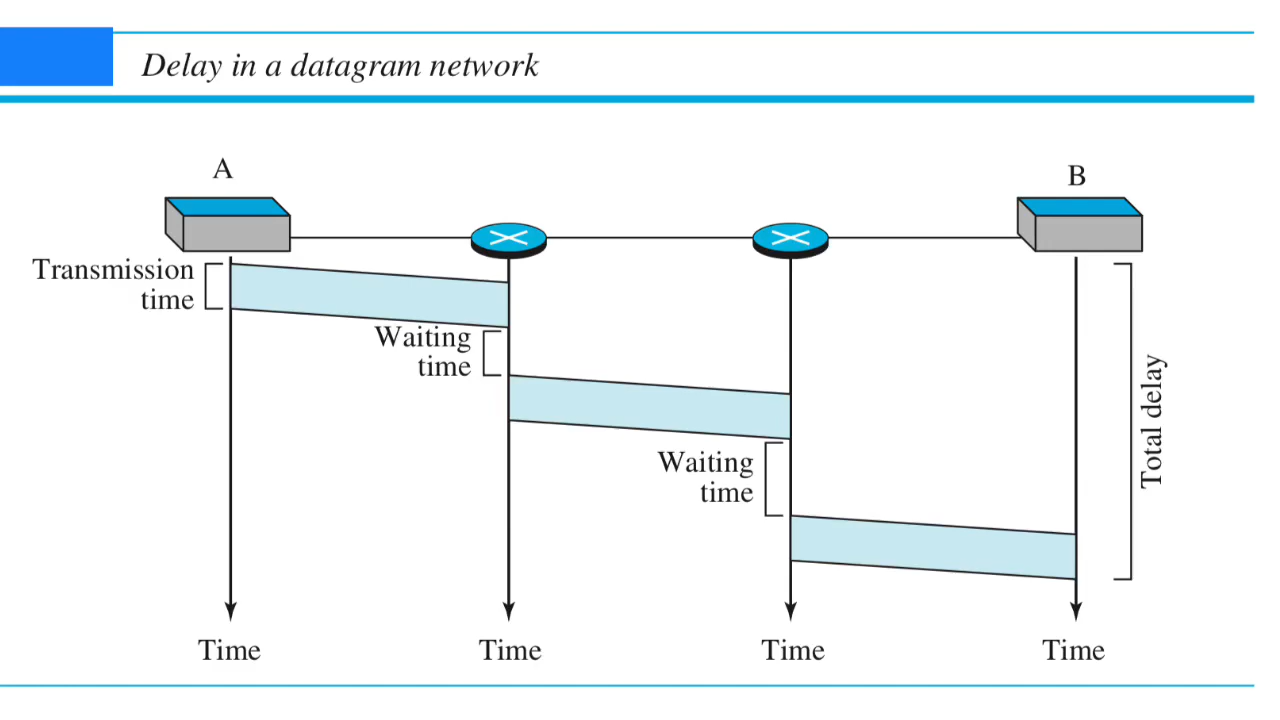 Delay in a datagram network
A
B
Transmission
time
Waiting
time
Waiting
time
Total delay
Time
Time
Time
Time